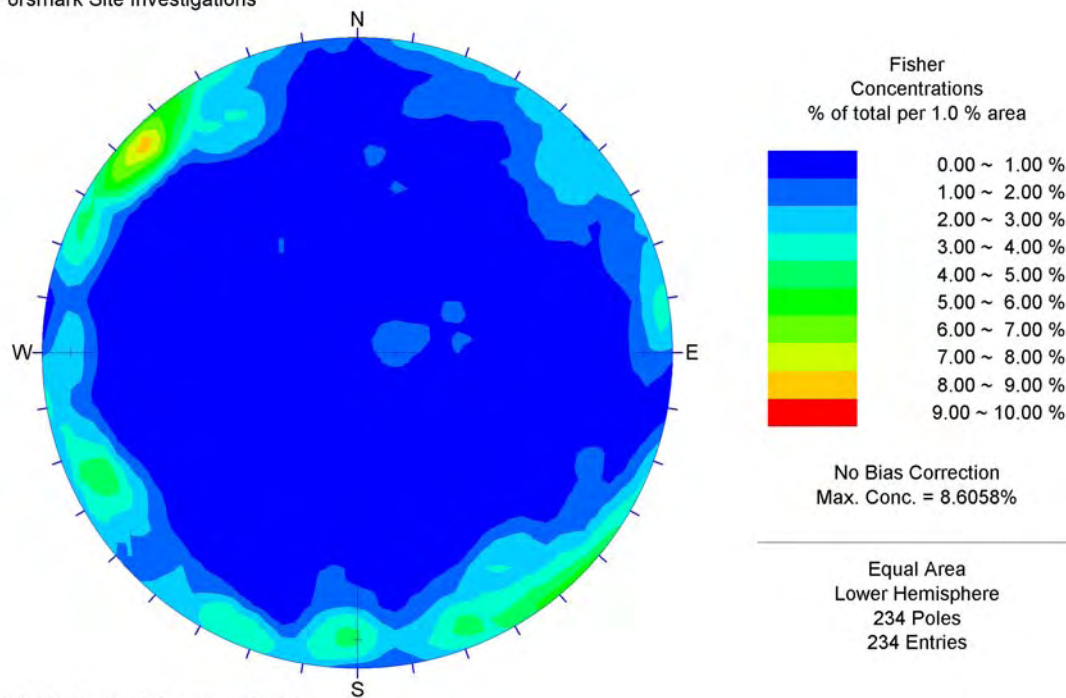 Site Investigations
N
W
E
S
Fisher
Concentrations
% of total per 1.0 % area
0.00 ~ 1.00 %
1.00 ~ 2.00 %
2.00 ~ 3.00 %
3.00 ~ 4.00 %
4.00 ~ 5.00 %
5.00 ~ 6.00 %
6.00 ~ 7.00 %
7.00 ~ 8.00 %
8.00 ~ 9.00 %
9.00 ~ 10.00 %
No Bias Correction
Max. Conc. = 8.6058%
Equal Area
Lower Hemisphere
234 Poles
234 Entries